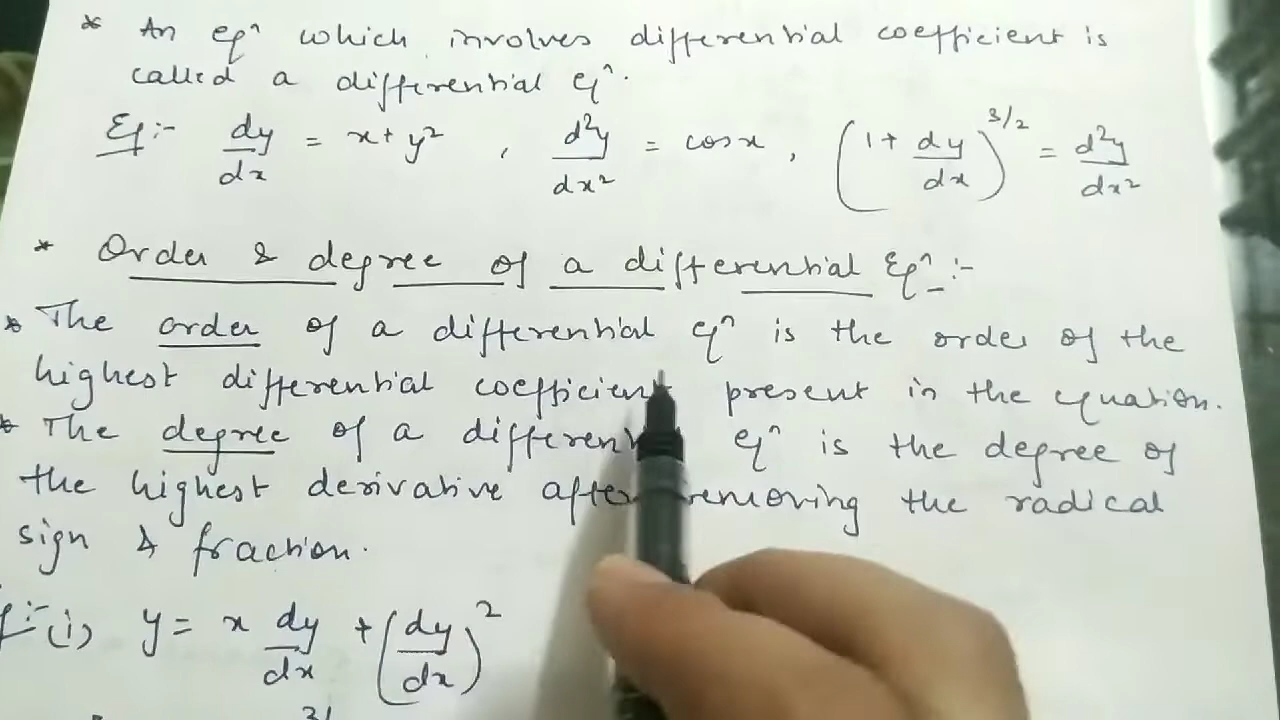 * An eqⁿ which involves differential coefficient is
called a differential eqⁿ.
Eg:- dy/dx = x + y² , d²y/dx² = cosx , (1 + dy/dx)^3/2 = d²y/dx²
* Order & degree of a differential Eqⁿ:-
* The order of a differential eqⁿ is the order of the
highest differential coefficient present in the equation.
* The degree of a differen eqⁿ is the degree of
the highest derivative after removing the radical
sign & fraction.
(i) y = x dy/dx + (dy/dx)²
3/